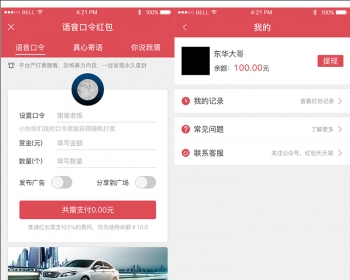 BELL 4:21 PM
语音口令红包
语音口令 真心寄语 你说我猜
平台严打黄赌毒、恐怖暴力内容，一经发现永久查封
设置口令 谢谢老板
小伙伴们说对口令就能获得随机打赏
赏金(元) 填写金额
数量(个) 填写数量
发布广告 分享到广场
共需支付0.00元
普通红包需支付2%的费用，优先使用余额¥10.0
BELL 4:21 PM
我的
东华大哥
余额：100.00元
提现
我的记录 查看红包记录
常见问题 了解更多
联系客服 关注公众号，红包天天领